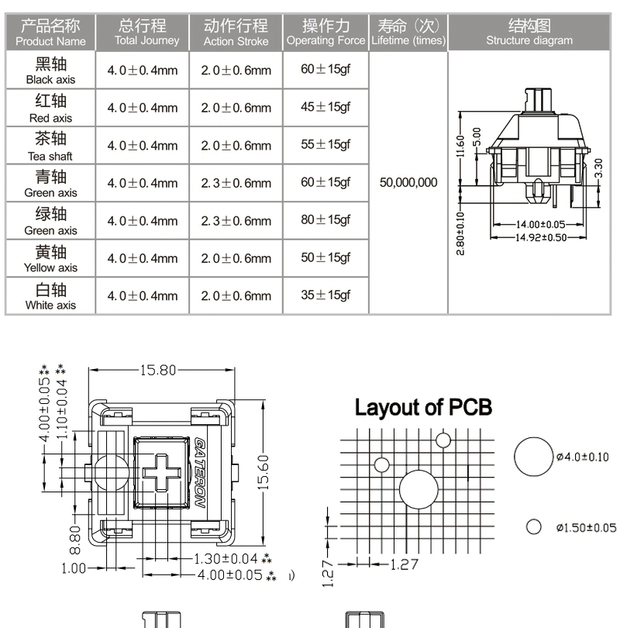 产品名称 总行程 动作行程 操作力 寿命（次） 结构图
Product Name Total Journey Action Stroke Operating Force Lifetime (times) Structure diagram
黑轴
Black axis 4.0±0.4mm 2.0±0.6mm 60±15gf
红轴
Red axis 4.0±0.4mm 2.0±0.6mm 45±15gf
茶轴
Tea shaft 4.0±0.4mm 2.0±0.6mm 55±15gf
青轴
Green axis 4.0±0.4mm 2.3±0.6mm 60±15gf
50,000,000
绿轴
Green axis 4.0±0.4mm 2.3±0.6mm 80±15gf
黄轴
Yellow axis 4.0±0.4mm 2.0±0.6mm 50±15gf
白轴
White axis 4.0±0.4mm 2.0±0.6mm 35±15gf
11.60
5.00
3.30
2.80±0.10
14.00±0.05
14.92±0.50
15.80
4.00±0.05
1.10±0.04
GATERON
15.60
8.80
1.00
1.30±0.04
4.00±0.05
Layout of PCB
ø4.0±0.10
ø1.50±0.05
1.27
1.27